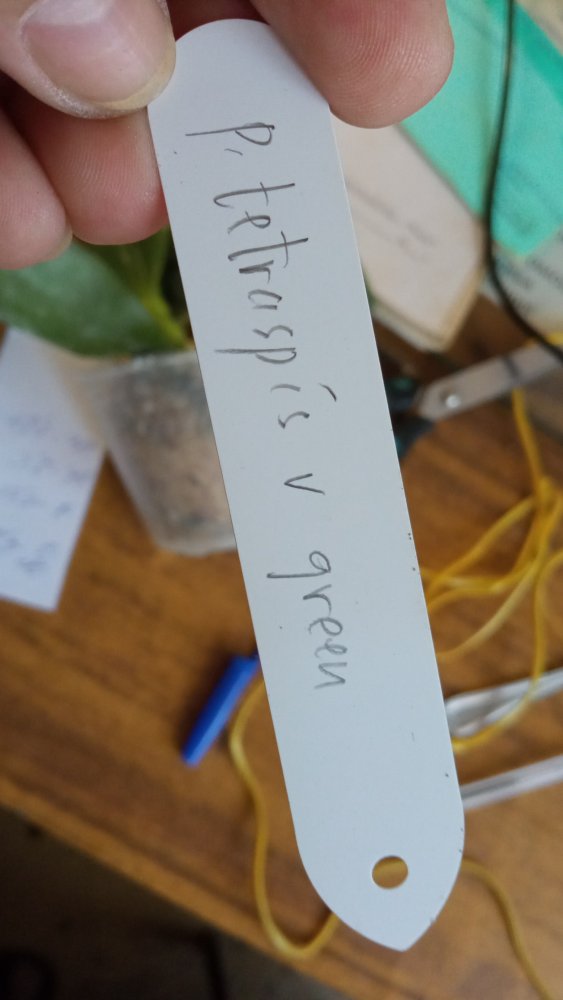 P. tetraspis v green